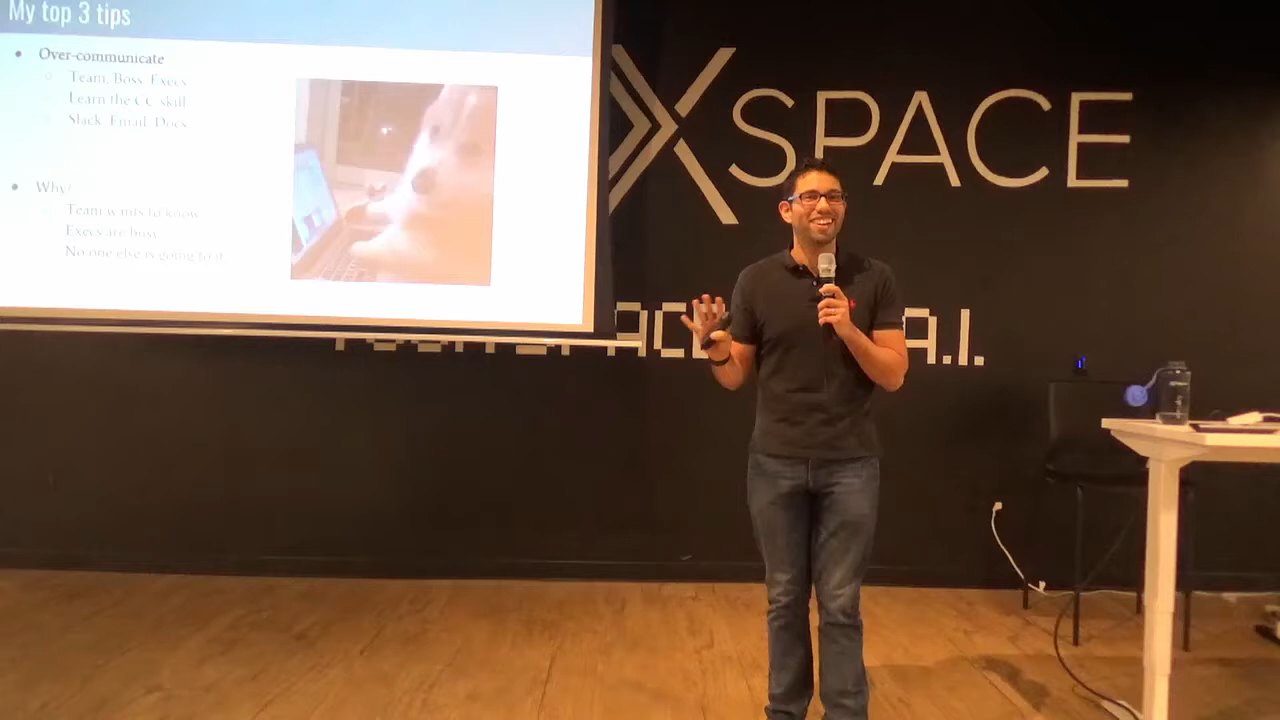 My top 3 tips
Over-communicate
Team, Boss, Execs
Learn the CC skill
Slack, Email, Docs
Why?
Team wants to know
Execs are busy
No one else is going to
XSPACE
A.I.